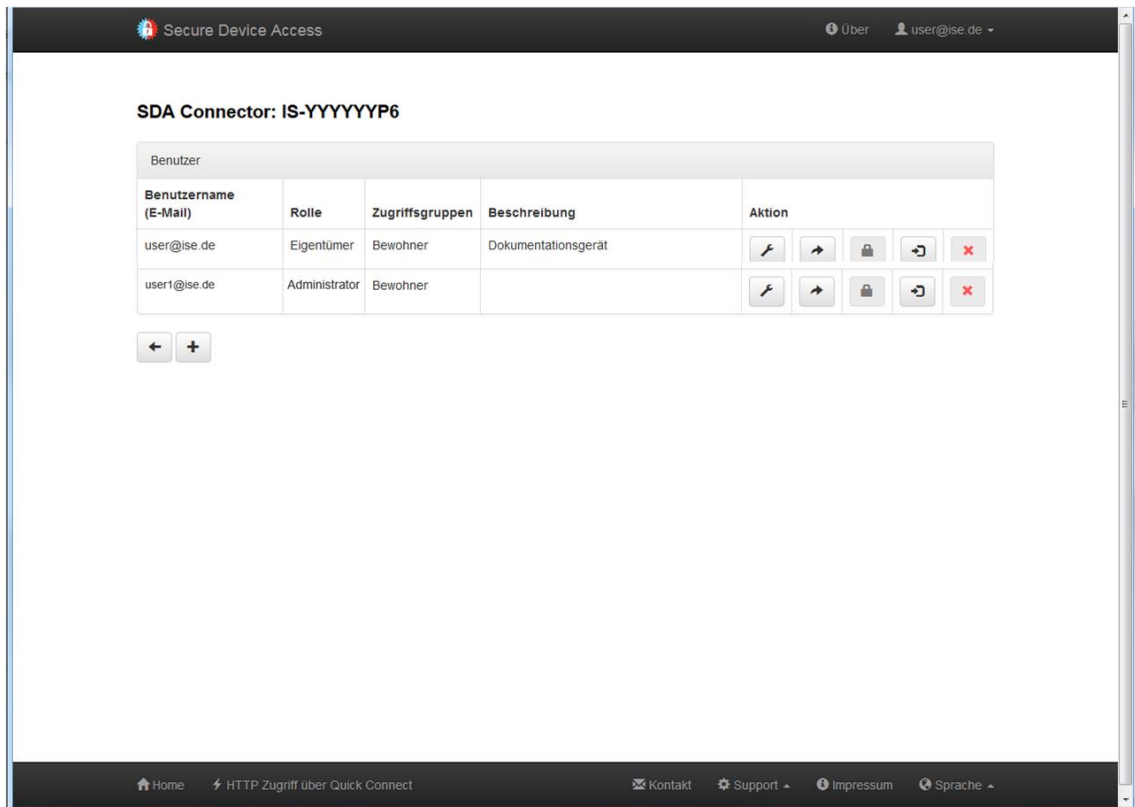 Secure Device Access
Über
user@ise.de
SDA Connector: IS-YYYYYYP6
Benutzer
Benutzername
(E-Mail)
Rolle
Zugriffsgruppen
Beschreibung
Aktion
user@ise.de
Eigentümer
Bewohner
Dokumentationsgerät
user1@ise.de
Administrator
Bewohner
Home
HTTP Zugriff über Quick Connect
Kontakt
Support
Impressum
Sprache